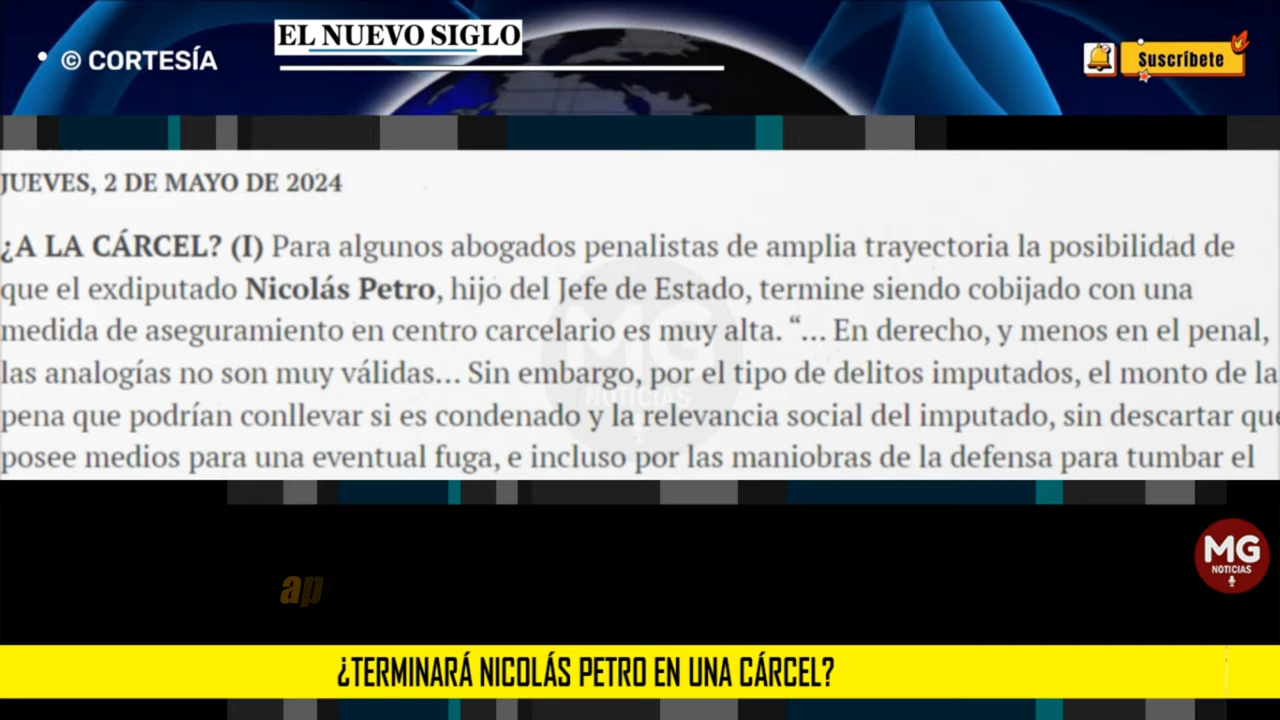 © CORTESÍA
EL NUEVO SIGLO
Suscríbete
JUEVES, 2 DE MAYO DE 2024
¿A LA CÁRCEL? (I) Para algunos abogados penalistas de amplia trayectoria la posibilidad de
que el exdiputado Nicolás Petro, hijo del Jefe de Estado, termine siendo cobijado con una
medida de aseguramiento en centro carcelario es muy alta. “... En derecho, y menos en el penal,
las analogías no son muy válidas... Sin embargo, por el tipo de delitos imputados, el monto de la
pena que podrían conllevar si es condenado y la relevancia social del imputado, sin descartar que
posee medios para una eventual fuga, e incluso por las maniobras de la defensa para tumbar el
MG
NOTICIAS
MG
NOTICIAS
ap
¿TERMINARÁ NICOLÁS PETRO EN UNA CÁRCEL?